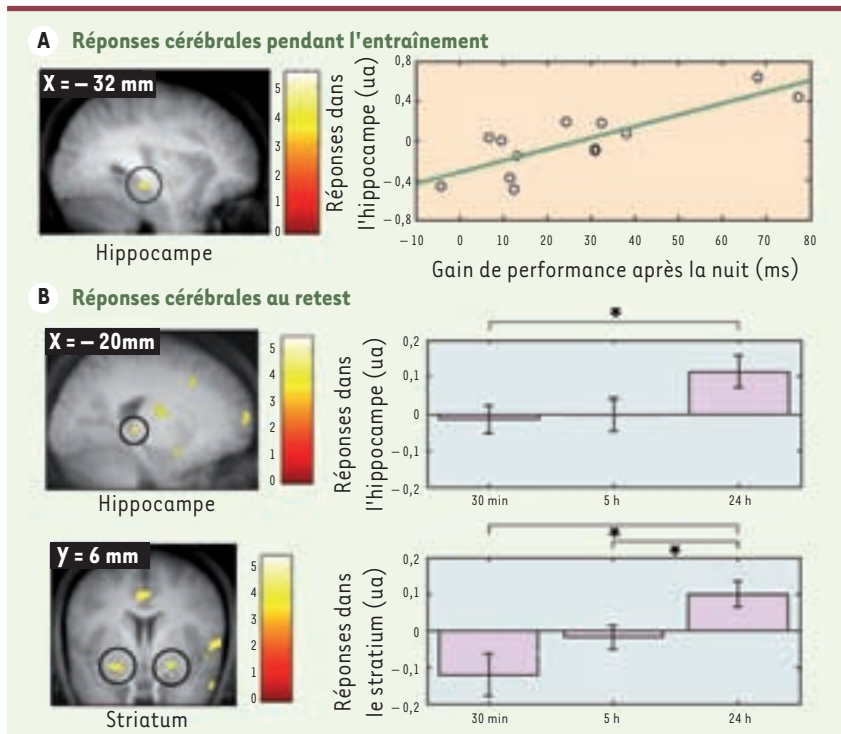 A Réponses cérébrales pendant l'entraînement
X = – 32 mm
5
4
3
2
1
0
Hippocampe
Réponses dans
l'hippocampe (ua)
0,8
0,4
0
– 0,4
– 0,8
– 10 0 10 20 30 40 50 60 70 80
Gain de performance après la nuit (ms)
B Réponses cérébrales au retest
X = – 20mm
5
4
3
2
1
0
Hippocampe
Réponses dans
l'hippocampe (ua)
*
0,2
0,1
0
– 0,1
– 0,2
30 min 5 h 24 h
y = 6 mm
5
4
3
2
1
0
Striatum
Réponses dans
le stratium (ua)
*
*
0,2
0,1
0
– 0,1
– 0,2
30 min 5 h 24 h